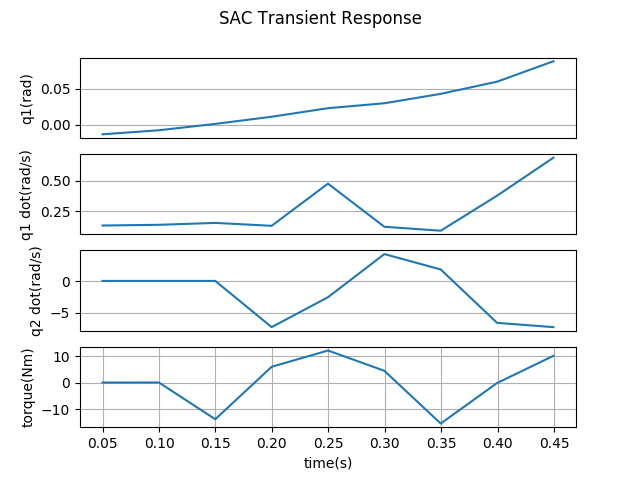 SAC Transient Response
q1(rad)
0.05
0.00
q1 dot(rad/s)
0.50
0.25
q2 dot(rad/s)
0
−5
torque(Nm)
10
0
−10
0.05 0.10 0.15 0.20 0.25 0.30 0.35 0.40 0.45
time(s)